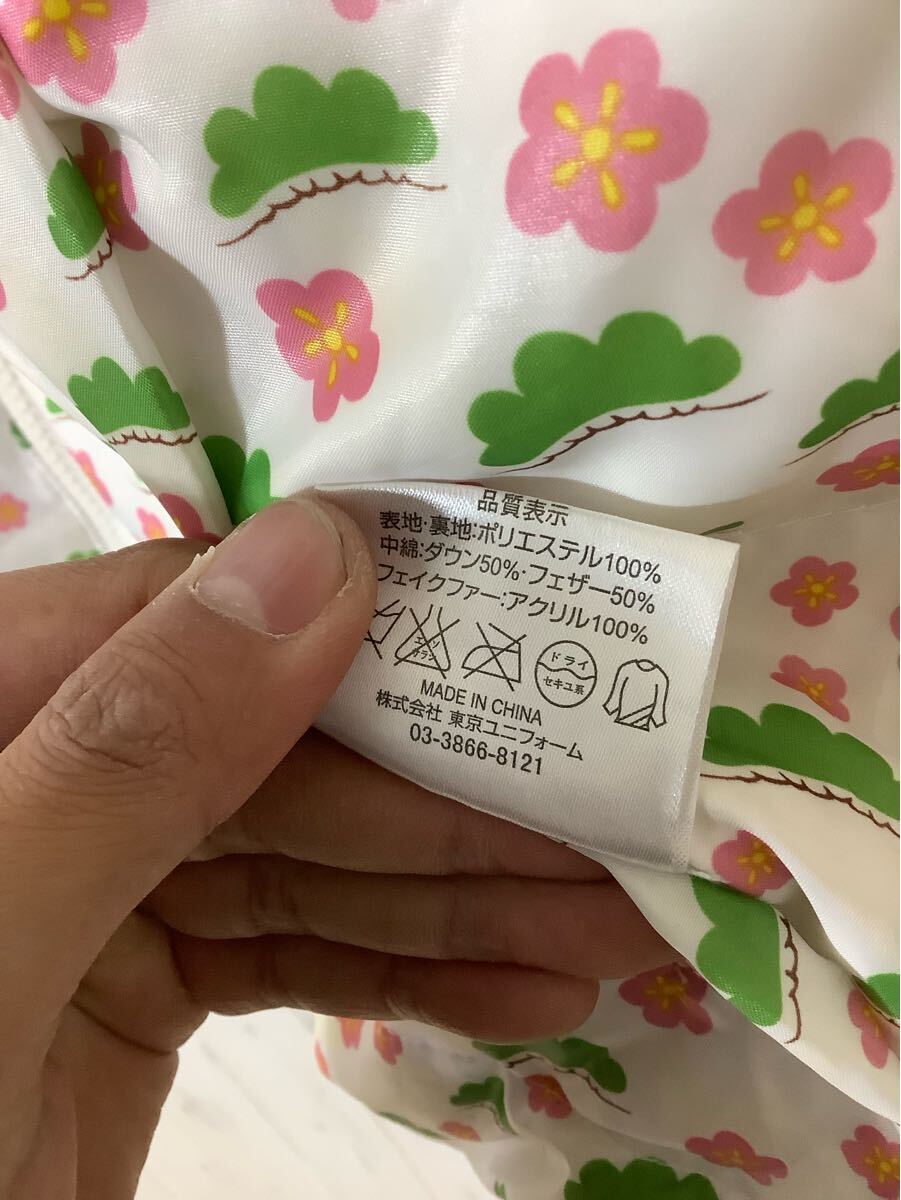 品質表示
表地・裏地:ポリエステル100%
中綿:ダウン50%・フェザー50%
フェイクファー:アクリル100%
エンソ
サラシ
ドライ
セキユ系
MADE IN CHINA
株式会社 東京ユニフォーム
03-3866-8121